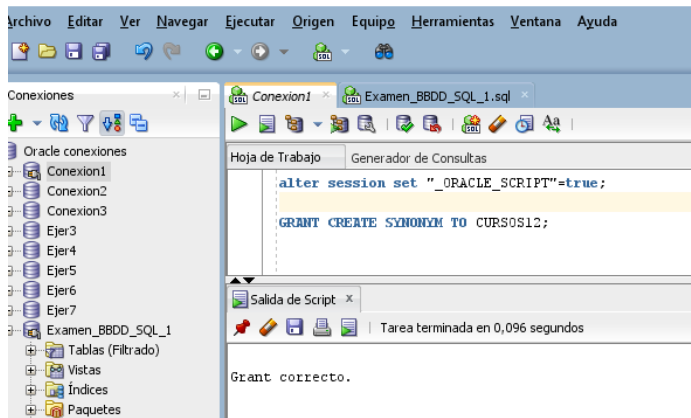 Archivo Editar Ver Navegar Ejecutar Origen Equipo Herramientas Ventana Ayuda
Conexiones
Oracle conexiones
Conexion1
Conexion2
Conexion3
Ejer3
Ejer4
Ejer5
Ejer6
Ejer7
Examen_BBDD_SQL_1
Tablas (Filtrado)
Vistas
Índices
Paquetes
Conexion1 Examen_BBDD_SQL_1.sql
Hoja de Trabajo Generador de Consultas
alter session set "_ORACLE_SCRIPT"=true;
GRANT CREATE SYNONYM TO CURSOS12;
Salida de Script
Tarea terminada en 0,096 segundos
Grant correcto.